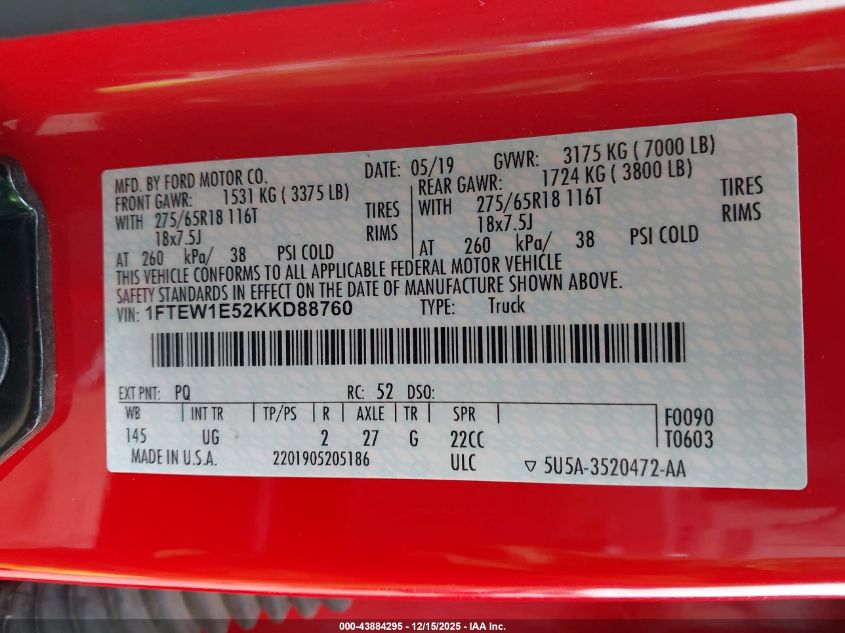 MFD. BY FORD MOTOR CO. DATE: 05/19 GVWR: 3175 KG ( 7000 LB)
FRONT GAWR: 1531 KG ( 3375 LB) REAR GAWR: 1724 KG ( 3800 LB)
WITH 275/65R18 116T TIRES WITH 275/65R18 116T TIRES
18x7.5J RIMS 18x7.5J RIMS
AT 260 kPa/ 38 PSI COLD AT 260 kPa/ 38 PSI COLD
THIS VEHICLE CONFORMS TO ALL APPLICABLE FEDERAL MOTOR VEHICLE
SAFETY STANDARDS IN EFFECT ON THE DATE OF MANUFACTURE SHOWN ABOVE.
VIN: 1FTEW1E52KKD88760 TYPE: Truck
EXT PNT: PQ RC: 52 DSO:
WB INT TR TP/PS R AXLE TR SPR F0090
145 UG 2 27 G 22CC T0603
MADE IN U.S.A. 2201905205186 ULC ▽ 5U5A-3520472-AA
000-43884295 - 12/15/2025 - IAA Inc.